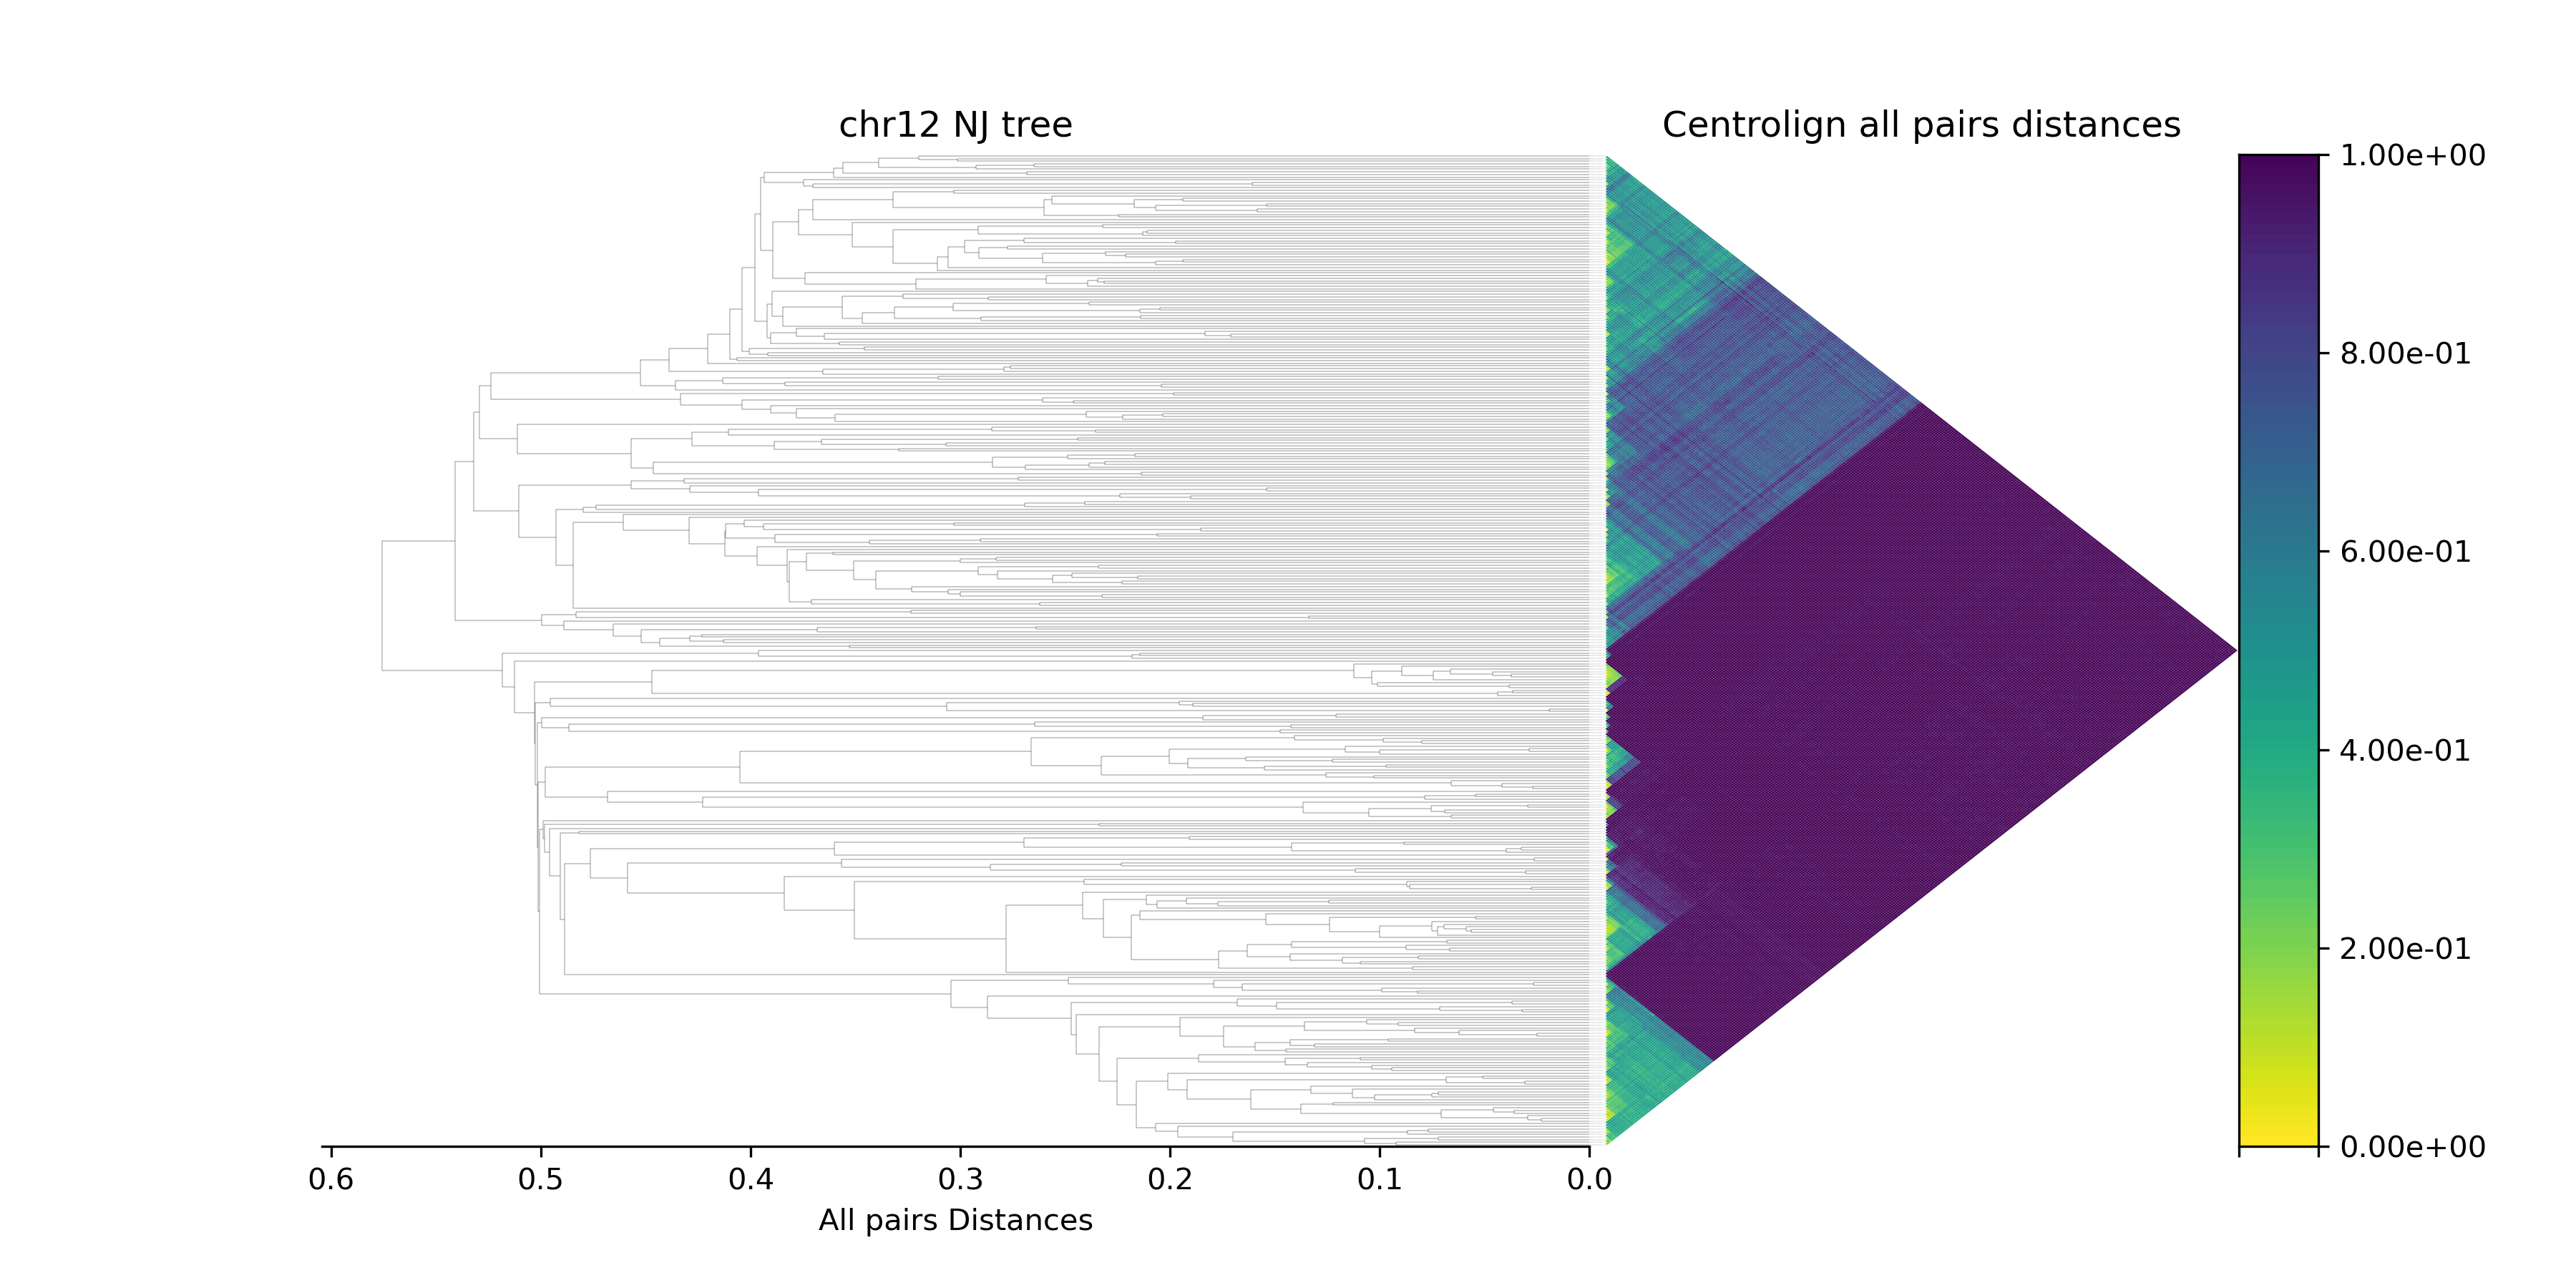 chr12 NJ tree
Centrolign all pairs distances
1.00e+00
8.00e-01
6.00e-01
4.00e-01
2.00e-01
0.00e+00
0.6 0.5 0.4 0.3 0.2 0.1 0.0
All pairs Distances